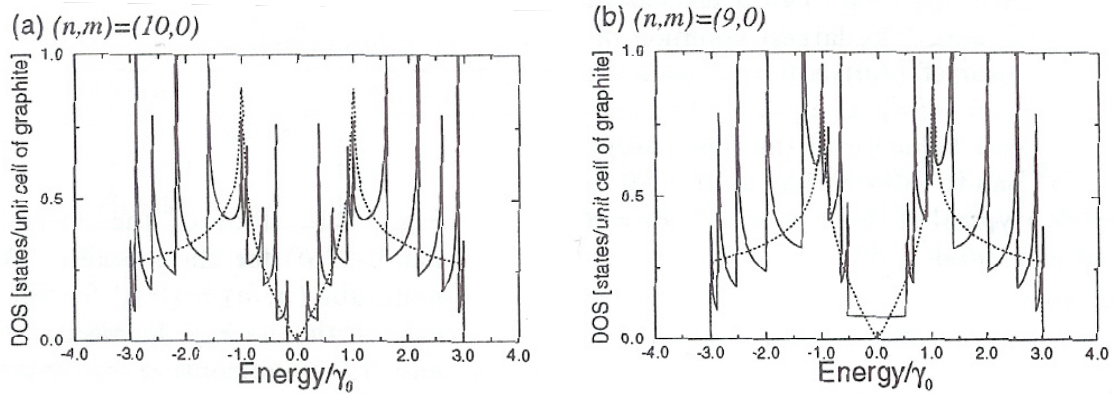 (a) (n,m)=(10,0)
DOS [states/unit cell of graphite]
1.0
0.5
0.0
-4.0 -3.0 -2.0 -1.0 0.0 1.0 2.0 3.0 4.0
Energy/γ₀
(b) (n,m)=(9,0)
DOS [states/unit cell of graphite]
1.0
0.5
0.0
-4.0 -3.0 -2.0 -1.0 0.0 1.0 2.0 3.0 4.0
Energy/γ₀